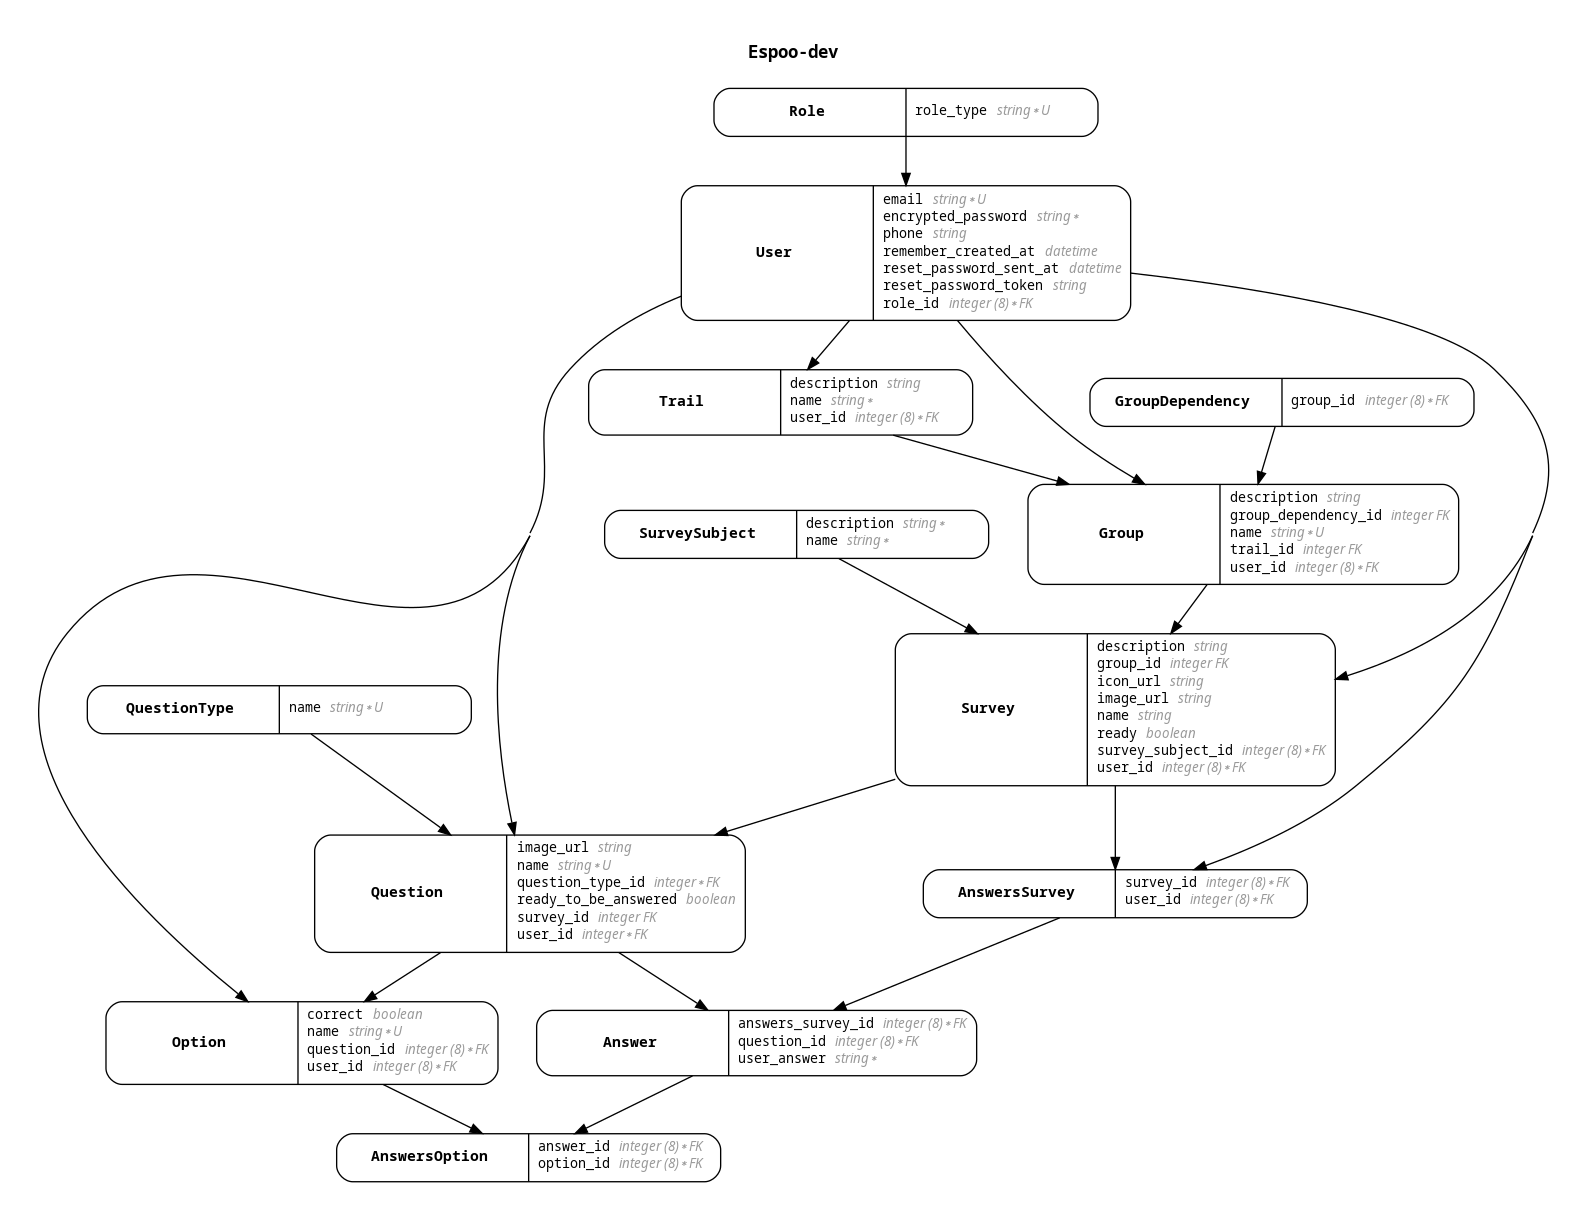 Espoo-dev
Role
role_type string ∗ U
User
email string ∗ U
encrypted_password string ∗
phone string
remember_created_at datetime
reset_password_sent_at datetime
reset_password_token string
role_id integer (8) ∗ FK
Trail
description string
name string ∗
user_id integer (8) ∗ FK
GroupDependency
group_id integer (8) ∗ FK
Group
description string
group_dependency_id integer FK
name string ∗ U
trail_id integer FK
user_id integer (8) ∗ FK
SurveySubject
description string ∗
name string ∗
Survey
description string
group_id integer FK
icon_url string
image_url string
name string
ready boolean
survey_subject_id integer (8) ∗ FK
user_id integer (8) ∗ FK
QuestionType
name string ∗ U
Question
image_url string
name string ∗ U
question_type_id integer ∗ FK
ready_to_be_answered boolean
survey_id integer FK
user_id integer ∗ FK
AnswersSurvey
survey_id integer (8) ∗ FK
user_id integer (8) ∗ FK
Option
correct boolean
name string ∗ U
question_id integer (8) ∗ FK
user_id integer (8) ∗ FK
Answer
answers_survey_id integer (8) ∗ FK
question_id integer (8) ∗ FK
user_answer string ∗
AnswersOption
answer_id integer (8) ∗ FK
option_id integer (8) ∗ FK